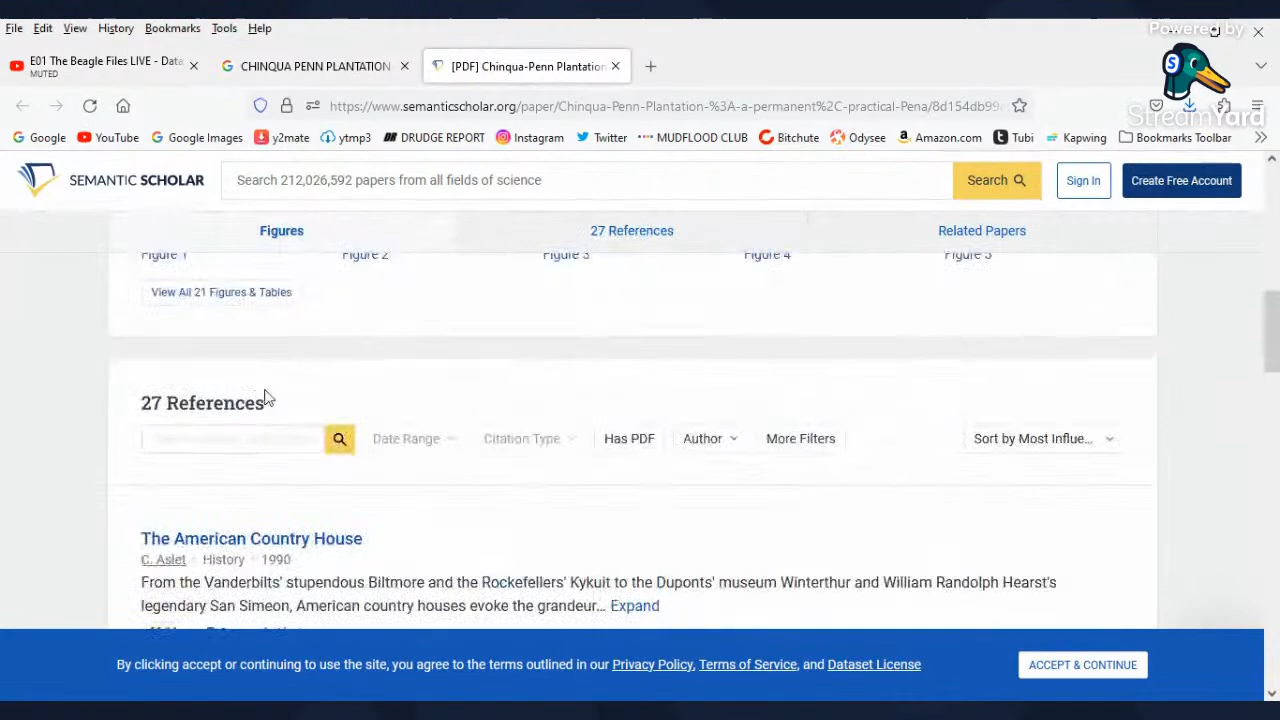 File Edit View History Bookmarks Tools Help
Powered by
E01 The Beagle Files LIVE - Data
MUTED
CHINQUA PENN PLANTATION
[PDF] Chinqua-Penn Plantation
https://www.semanticscholar.org/paper/Chinqua-Penn-Plantation-%3A-a-permanent%2C-practical-Pena/8d154db99
StreamYard
Google YouTube Google Images y2mate ytmp3 DRUDGE REPORT Instagram Twitter MUDFLOOD CLUB Bitchute Odysee Amazon.com Tubi Kapwing Bookmarks Toolbar
SEMANTIC SCHOLAR
Search 212,026,592 papers from all fields of science
Search
Sign In
Create Free Account
Figures 27 References Related Papers
Figure 1 Figure 2 Figure 3 Figure 4 Figure 5
View All 21 Figures & Tables
27 References
Date Range Citation Type Has PDF Author More Filters Sort by Most Influe...
The American Country House
C. Aslet History 1990
From the Vanderbilts' stupendous Biltmore and the Rockefellers' Kykuit to the Duponts' museum Winterthur and William Randolph Hearst's
legendary San Simeon, American country houses evoke the grandeur... Expand
By clicking accept or continuing to use the site, you agree to the terms outlined in our Privacy Policy, Terms of Service, and Dataset License
ACCEPT & CONTINUE